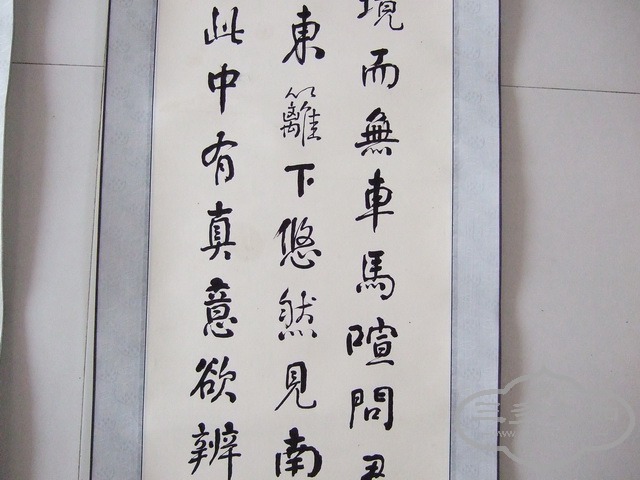 境而無車馬喧問君
東籬下悠然見南
此中有真意欲辨